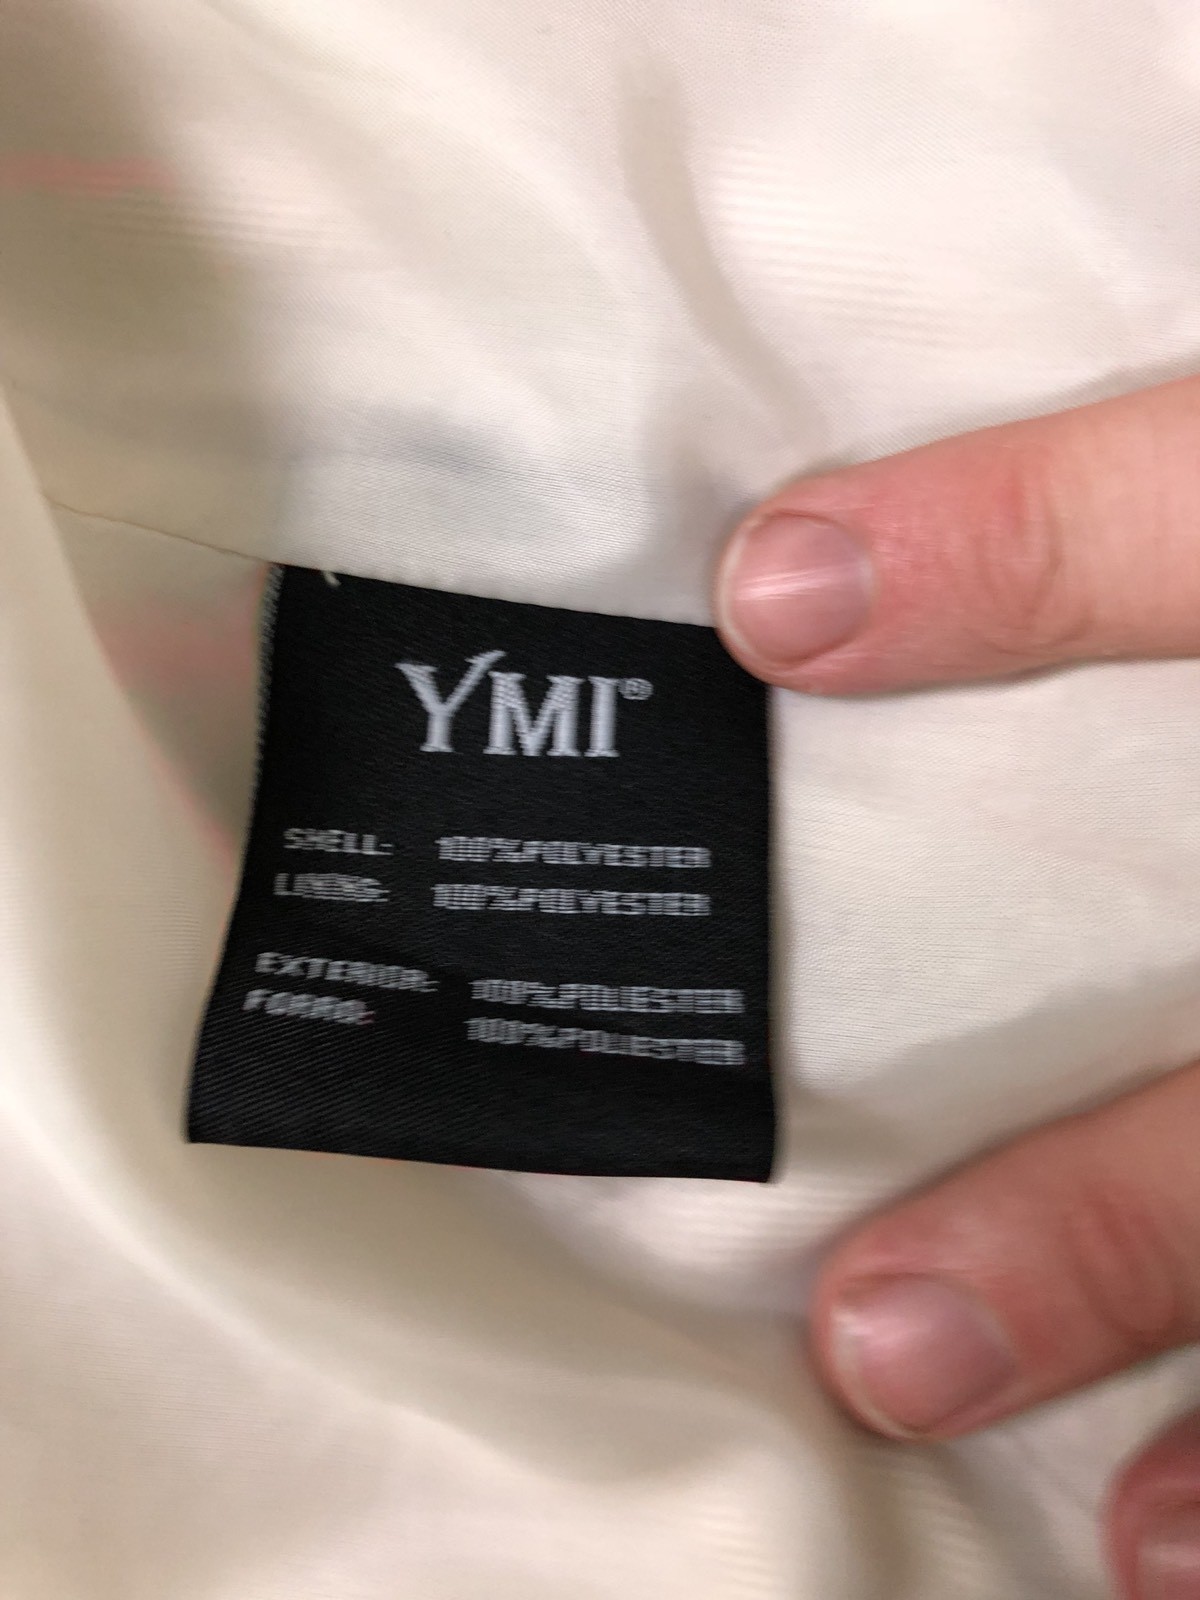 YMI®
SHELL: 100%POLYESTER
LINING: 100%POLYESTER
EXTERIOR: 100%POLIESTER
FORRO: 100%POLIESTER